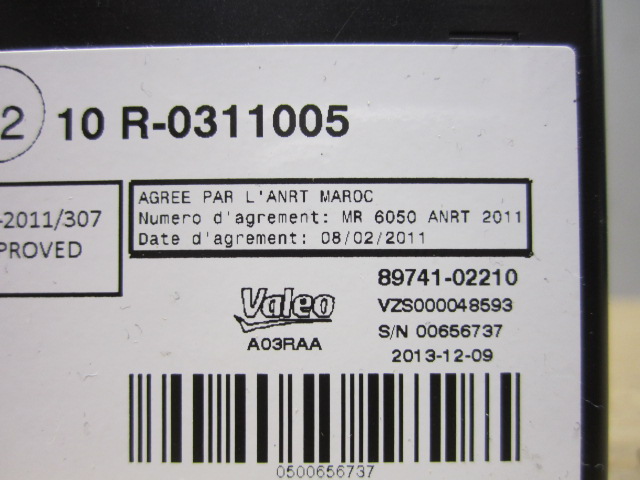 2 10 R-0311005
-2011/307
PROVED
AGREE PAR L'ANRT MAROC
Numero d'agrement: MR 6050 ANRT 2011
Date d'agrement: 08/02/2011
89741-02210
Valeo
VZS000048593
A03RAA
S/N 00656737
2013-12-09
0500656737